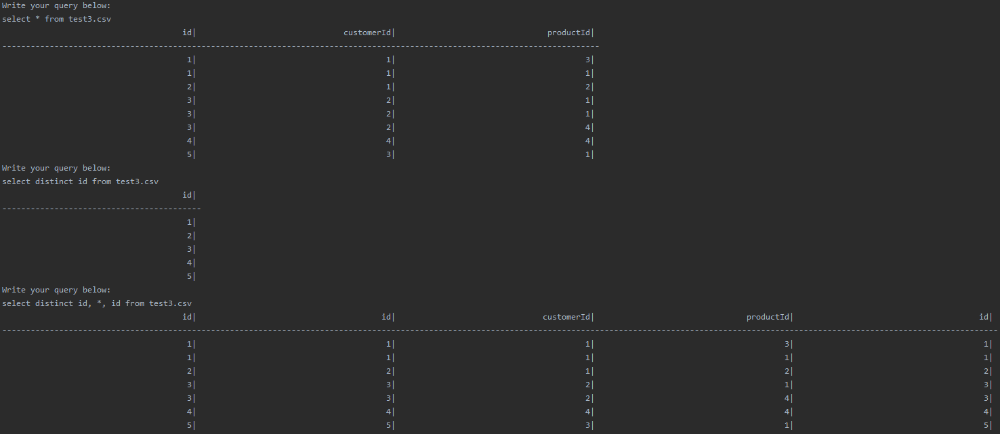 Write your query below:
select * from test3.csv
id| customerId| productId|
------------------------------------------------------------------------------------------------------------------------------
1| 1| 3|
1| 1| 1|
2| 1| 2|
3| 2| 1|
3| 2| 1|
3| 2| 4|
4| 4| 4|
5| 3| 1|
Write your query below:
select distinct id from test3.csv
id|
------------------------------------------
1|
2|
3|
4|
5|
Write your query below:
select distinct id, *, id from test3.csv
id| id| customerId| productId| id|
------------------------------------------------------------------------------------------------------------------------------------------------------------------------------------------------------------------
1| 1| 1| 3| 1|
1| 1| 1| 1| 1|
2| 2| 1| 2| 2|
3| 3| 2| 1| 3|
3| 3| 2| 4| 3|
4| 4| 4| 4| 4|
5| 5| 3| 1| 5|